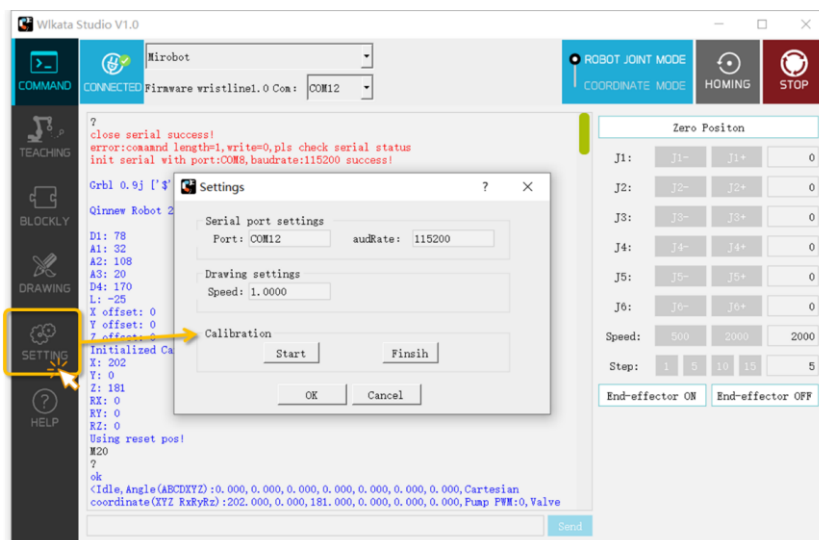 Wlkata Studio V1.0
COMMAND
TEACHING
BLOCKLY
DRAWING
SETTING
HELP
CONNECTED
Mirobot
Firmware wristline1.0 Com: COM12
ROBOT JOINT MODE
COORDINATE MODE
HOMING
STOP
?
close serial success!
error:comamnd length=1,write=0,pls check serial status
init serial with port:COM8,baudrate:115200 success!
Grbl 0.9j ['$'
Qinnew Robot 2
D1: 78
A1: 32
A2: 108
A3: 20
D4: 170
L: -25
X offset: 0
Y offset: 0
Z offset: 0
Initialized Ca
X: 202
Y: 0
Z: 181
RX: 0
RY: 0
RZ: 0
Using reset pos!
M20
?
ok
<Idle,Angle(ABCDXYZ):0.000,0.000,0.000,0.000,0.000,0.000,0.000,Cartesian
coordinate(XYZ RxRyRz):202.000,0.000,181.000,0.000,0.000,0.000,Pump PWM:0,Valve
Send
Settings
? ×
Serial port settings
Port: COM12 audRate: 115200
Drawing settings
Speed: 1.0000
Calibration
Start Finsih
OK Cancel
Zero Positon
J1: J1- J1+ 0
J2: J2- J2+ 0
J3: J3- J3+ 0
J4: J4- J4+ 0
J5: J5- J5+ 0
J6: J6- J6+ 0
Speed: 500 2000 2000
Step: 1 5 10 15 5
End-effector ON End-effector OFF